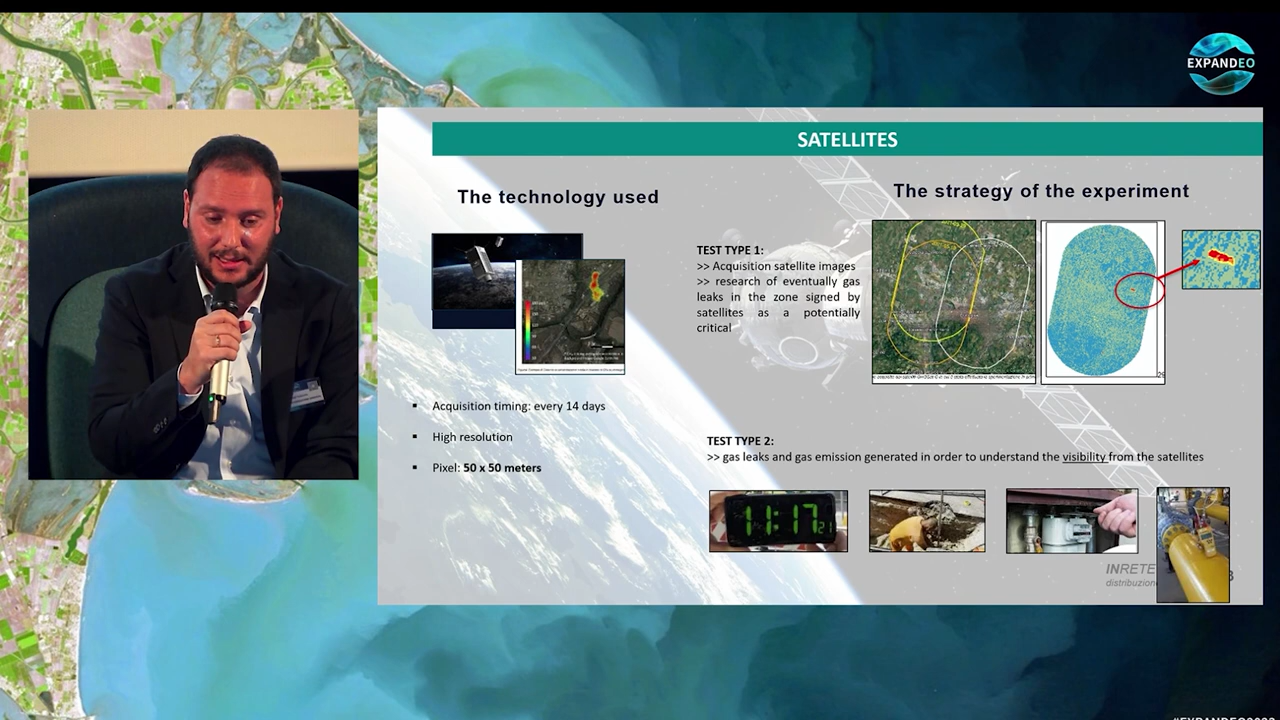 EXPANDEO
SATELLITES
The technology used
The strategy of the experiment
TEST TYPE 1:
>> Acquisition satellite images
>> research of eventually gas
leaks in the zone signed by
satellites as a potentially
critical
▪ Acquisition timing: every 14 days
▪ High resolution
▪ Pixel: 50 x 50 meters
TEST TYPE 2:
>> gas leaks and gas emission generated in order to understand the visibility from the satellites
11:17 21
INRETE
distribuzione